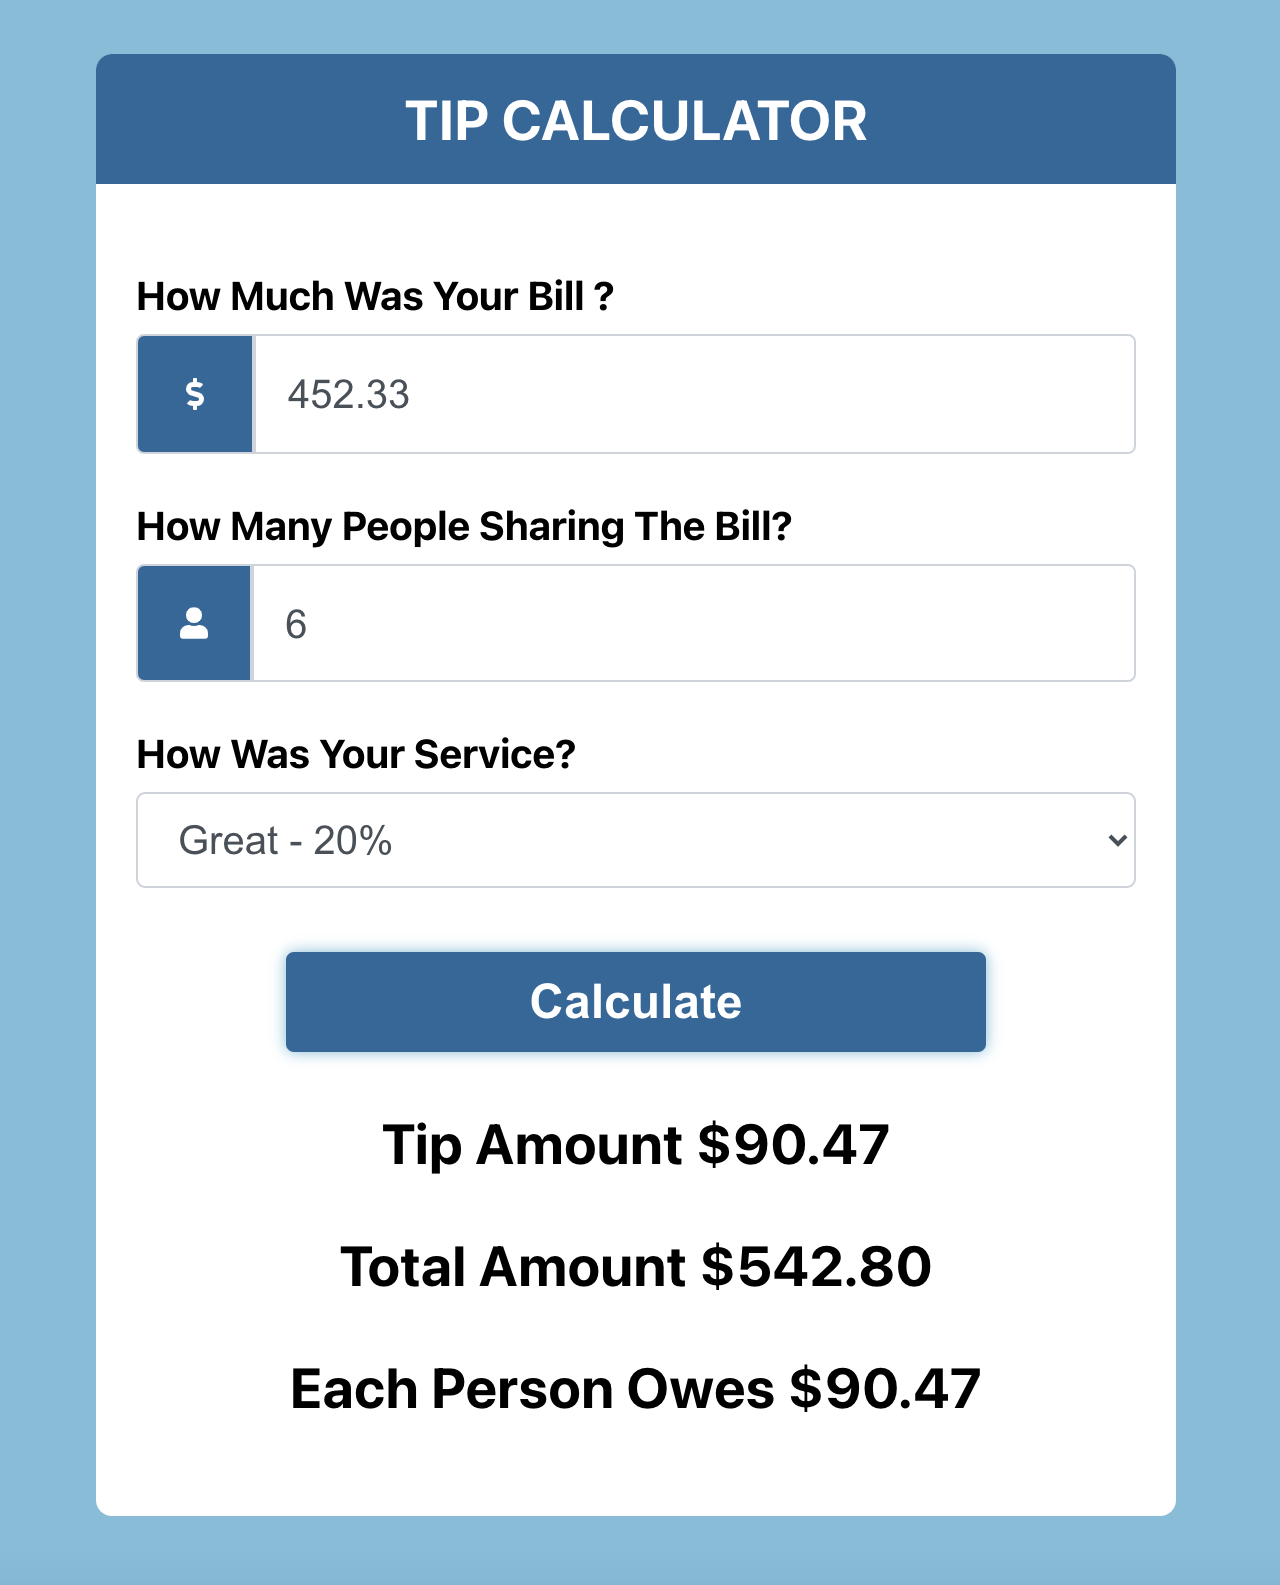 TIP CALCULATOR
How Much Was Your Bill ?
$ 452.33
How Many People Sharing The Bill?
6
How Was Your Service?
Great - 20%
Calculate
Tip Amount $90.47
Total Amount $542.80
Each Person Owes $90.47